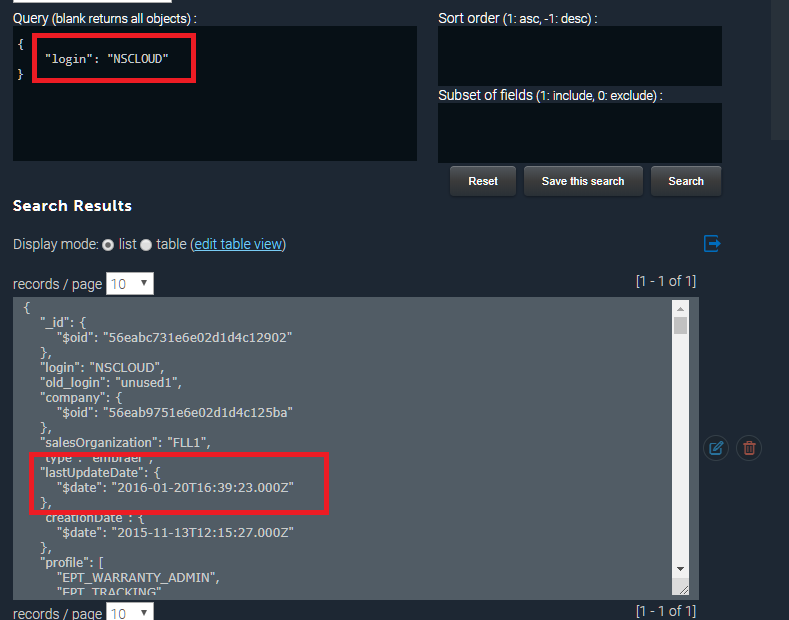 Query (blank returns all objects) :
{
"login": "NSCLOUD"
}
Sort order (1: asc, -1: desc) :
Subset of fields (1: include, 0: exclude) :
Reset
Save this search
Search
Search Results
Display mode: list table (edit table view)
records / page 10
[1 - 1 of 1]
{
"_id": {
"$oid": "56eabc731e6e02d1d4c12902"
},
"login": "NSCLOUD",
"old_login": "unused1",
"company": {
"$oid": "56eab9751e6e02d1d4c125ba"
},
"salesOrganization": "FLL1",
"type": "embraer",
"lastUpdateDate": {
"$date": "2016-01-20T16:39:23.000Z"
},
"creationDate": {
"$date": "2015-11-13T12:15:27.000Z"
},
"profile": [
"EPT_WARRANTY_ADMIN",
"EPT_TRACKING"
records / page 10
[1 - 1 of 1]